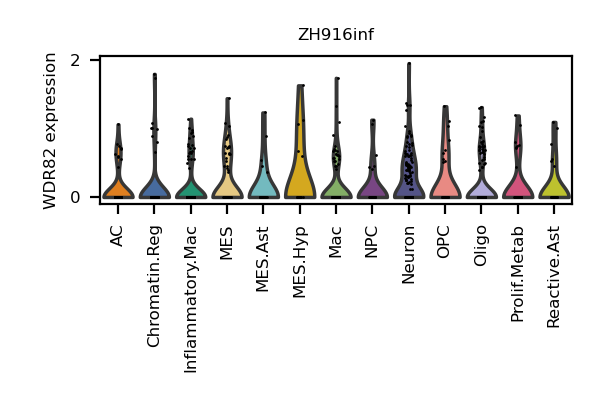 ZH916inf
WDR82 expression
2
0
AC
Chromatin.Reg
Inflammatory.Mac
MES
MES.Ast
MES.Hyp
Mac
NPC
Neuron
OPC
Oligo
Prolif.Metab
Reactive.Ast